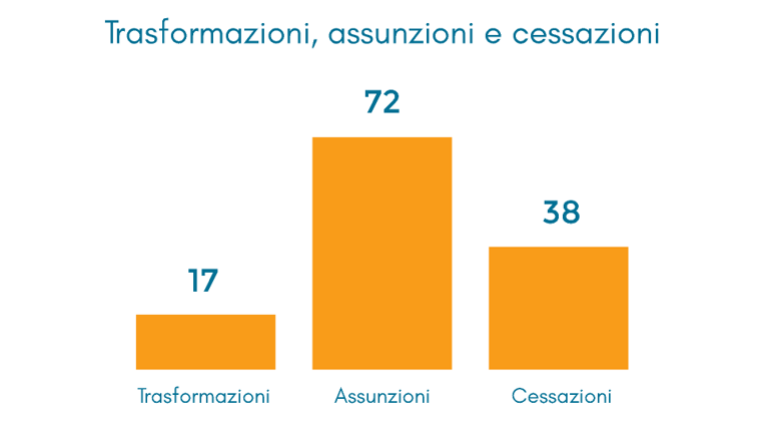 Trasformazioni, assunzioni e cessazioni
72
38
17
Trasformazioni
Assunzioni
Cessazioni